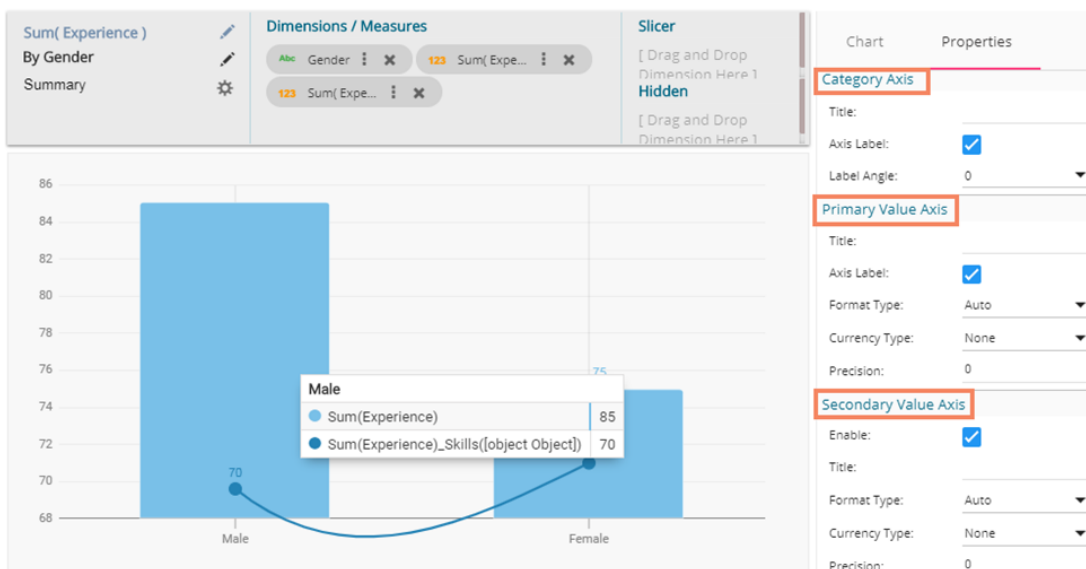 Sum( Experience )
By Gender
Summary
Dimensions / Measures
Abc Gender
123 Sum( Expe...
123 Sum( Expe...
Slicer
[ Drag and Drop
Dimension Here ]
Hidden
[ Drag and Drop
Dimension Here ]
86
84
82
80
78
76
74
72
70
68
75
70
Male
Sum(Experience) 85
Sum(Experience)_Skills([object Object]) 70
Male
Female
Chart
Properties
Category Axis
Title:
Axis Label:
Label Angle: 0
Primary Value Axis
Title:
Axis Label:
Format Type: Auto
Currency Type: None
Precision: 0
Secondary Value Axis
Enable:
Title:
Format Type: Auto
Currency Type: None
Precision: 0